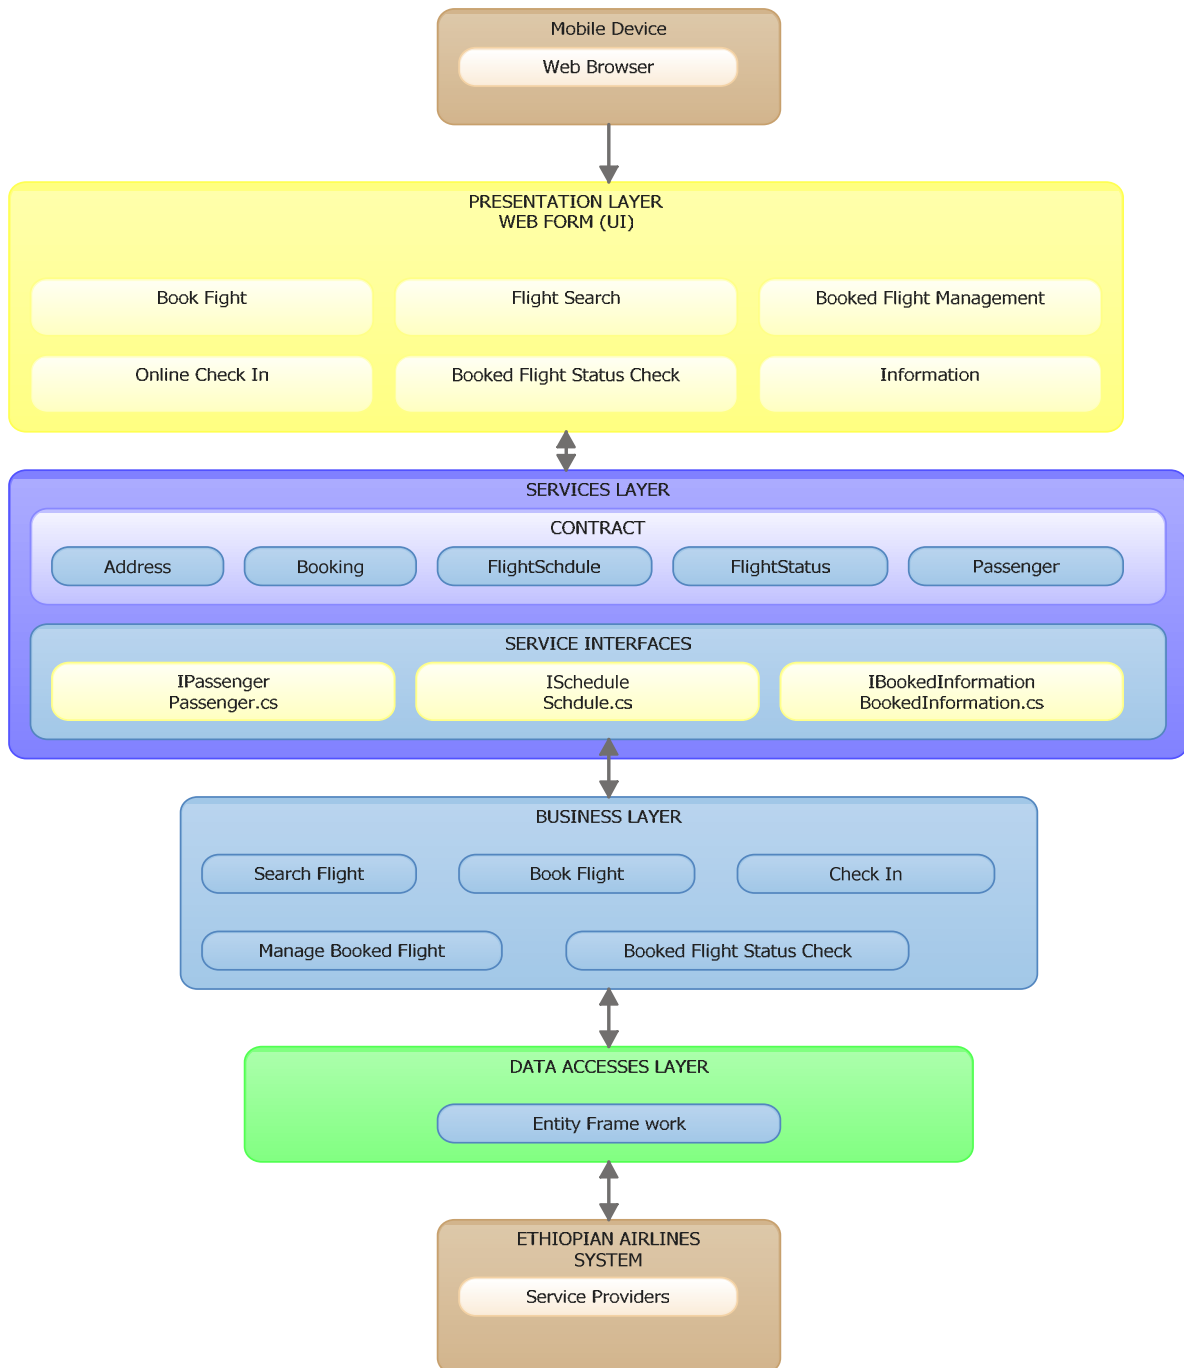 Mobile Device
Web Browser
PRESENTATION LAYER
WEB FORM (UI)
Book Fight
Flight Search
Booked Flight Management
Online Check In
Booked Flight Status Check
Information
SERVICES LAYER
CONTRACT
Address
Booking
FlightSchdule
FlightStatus
Passenger
SERVICE INTERFACES
IPassenger
Passenger.cs
ISchedule
Schdule.cs
IBookedInformation
BookedInformation.cs
BUSINESS LAYER
Search Flight
Book Flight
Check In
Manage Booked Flight
Booked Flight Status Check
DATA ACCESSES LAYER
Entity Frame work
ETHIOPIAN AIRLINES
SYSTEM
Service Providers